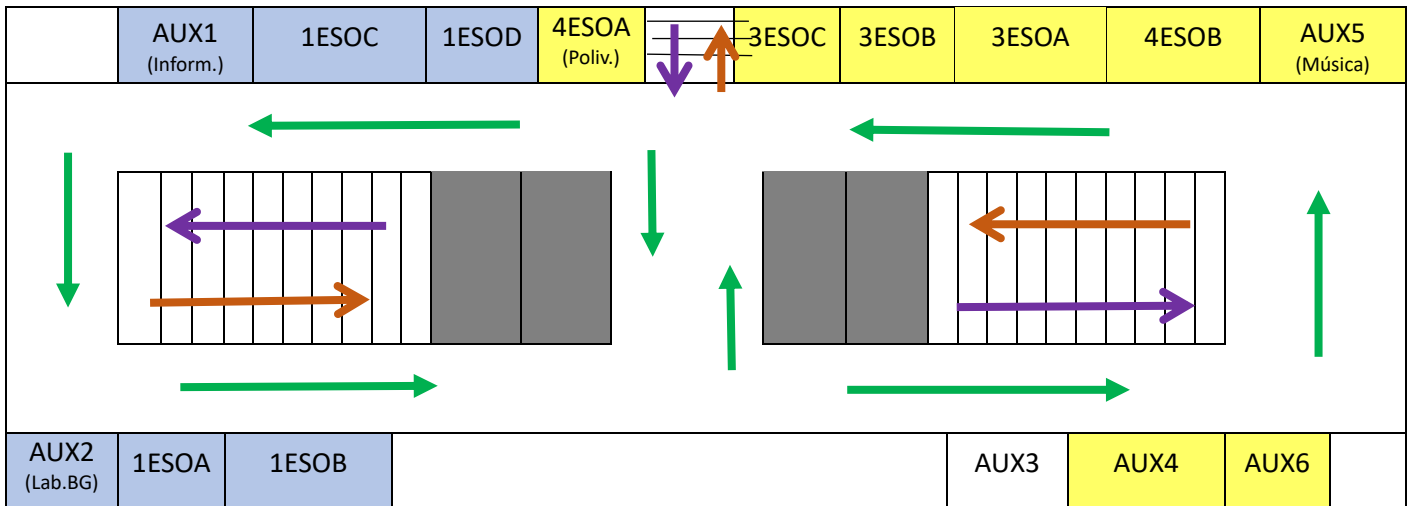 AUX1
(Inform.)
1ESOC
1ESOD
4ESOA
(Poliv.)
3ESOC
3ESOB
3ESOA
4ESOB
AUX5
(Música)
AUX2
(Lab.BG)
1ESOA
1ESOB
AUX3
AUX4
AUX6